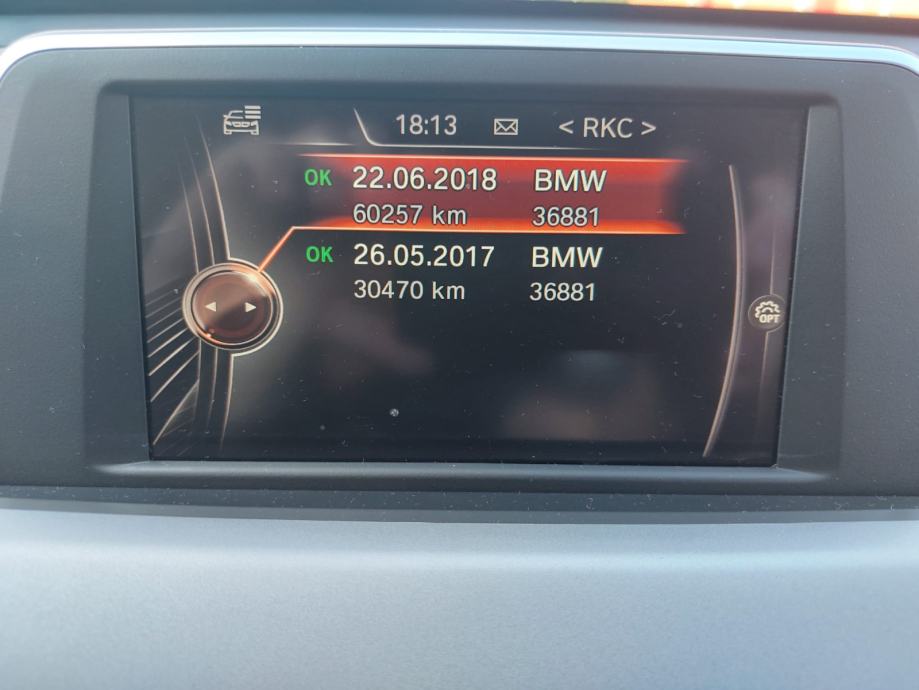 18:13 < RKC >
OK 22.06.2018 BMW
60257 km 36881
OK 26.05.2017 BMW
30470 km 36881
OPT